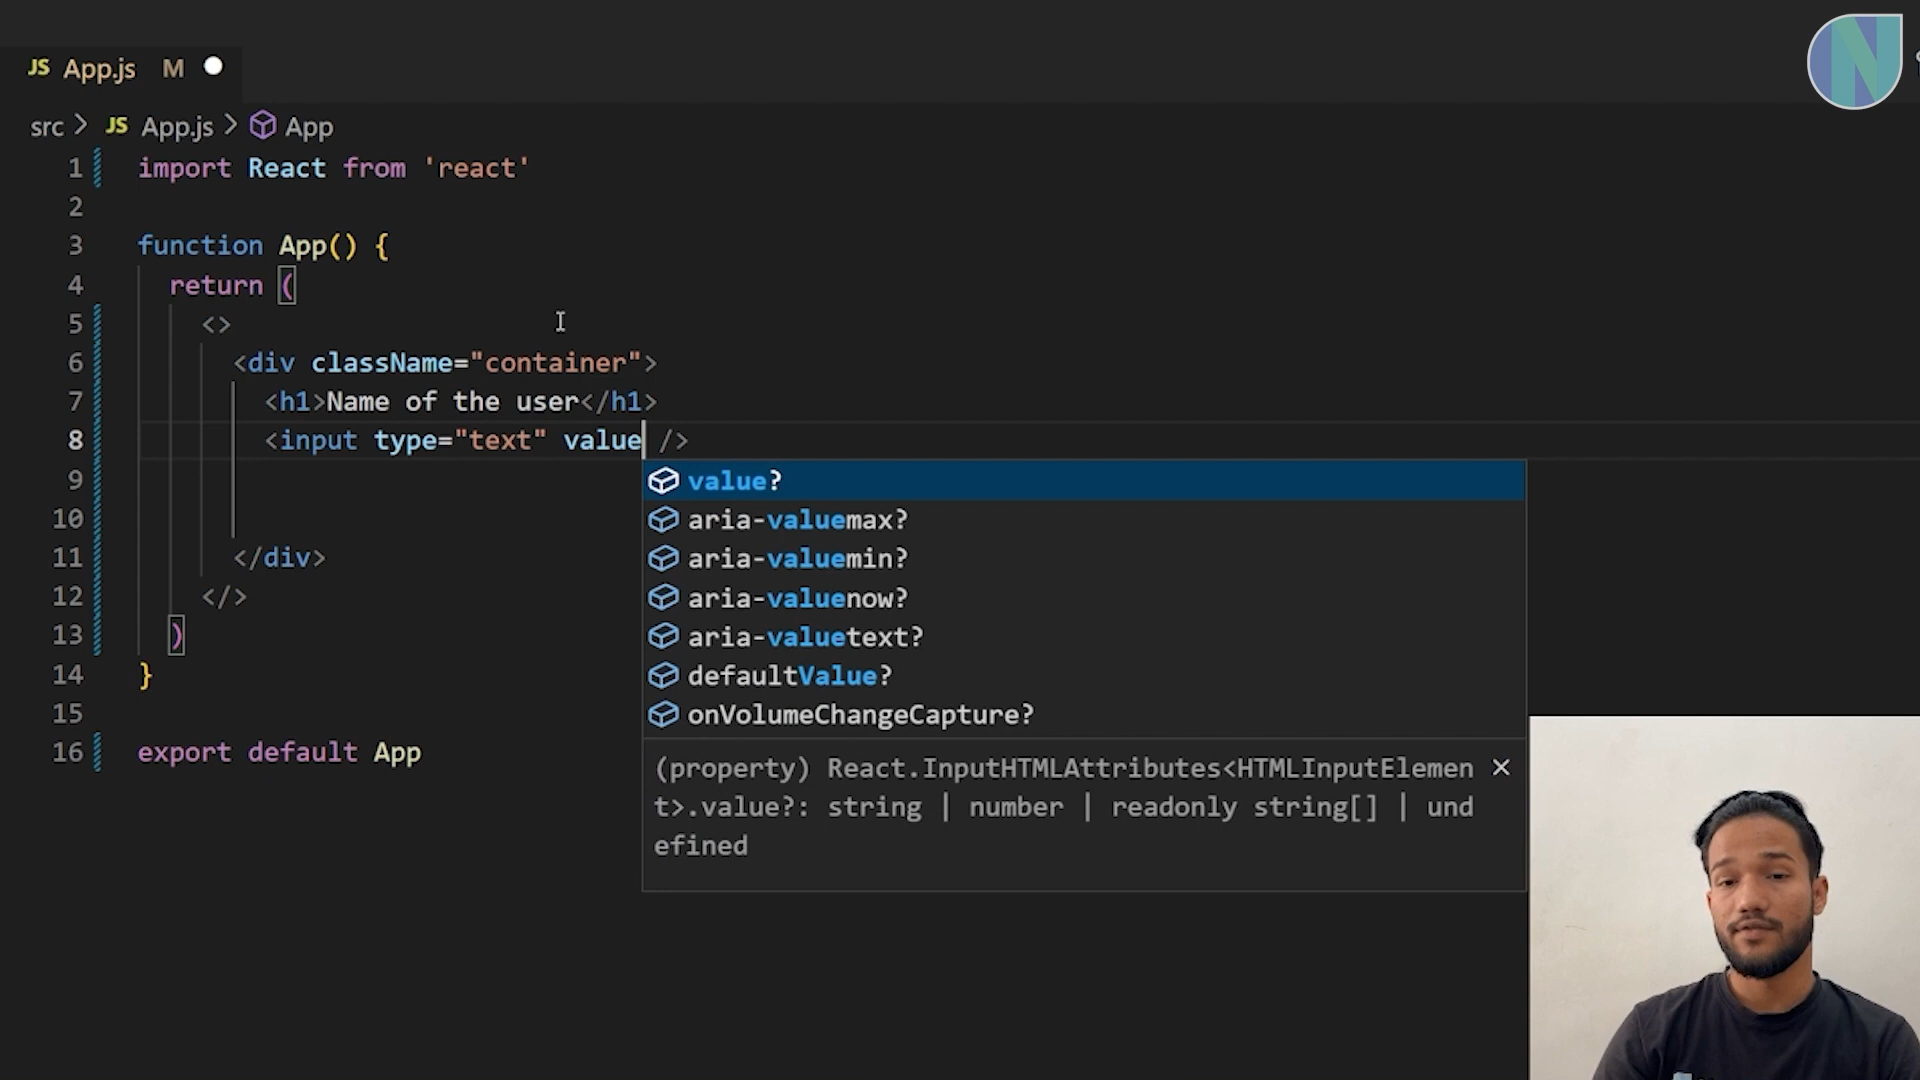 JS App.js M
N
src > JS App.js > App
1 import React from 'react'
2
3 function App() {
4 return (
5 <>
6 <div className="container">
7 <h1>Name of the user</h1>
8 <input type="text" value />
9
10
11 </div>
12 </>
13 )
14 }
15
16 export default App
value?
aria-valuemax?
aria-valuemin?
aria-valuenow?
aria-valuetext?
defaultValue?
onVolumeChangeCapture?
(property) React.InputHTMLAttributes<HTMLInputElemen
t>.value?: string | number | readonly string[] | und
efined